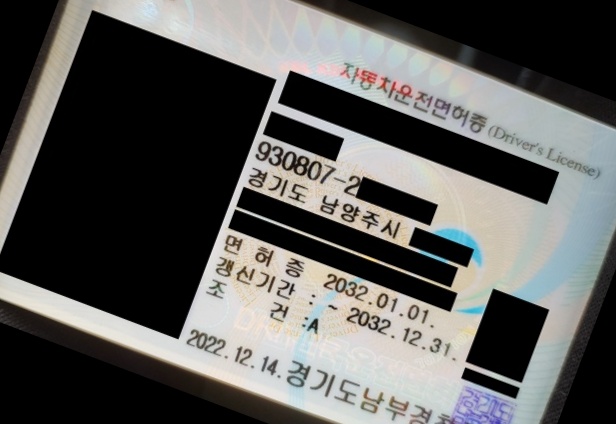 자동차운전면허증 (Driver's License)
930807-2
경기도 남양주시
면 허 증 2032.01.01.
갱신기간 : ~ 2032.12.31.
조 건 :A
2022.12.14. 경기도남부경